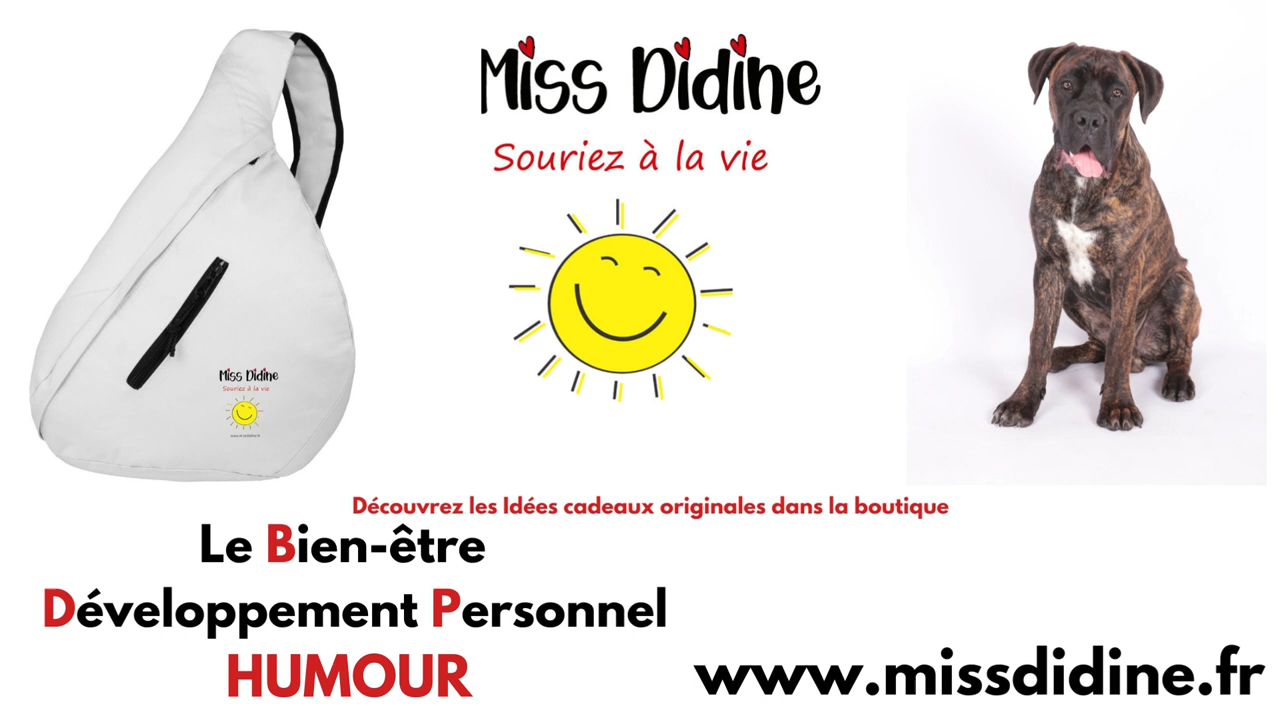 Miss Didine
Souriez à la vie
Miss Didine
Souriez à la vie
Découvrez les Idées cadeaux originales dans la boutique
Le Bien-être
Développement Personnel
HUMOUR
www.missdidine.fr